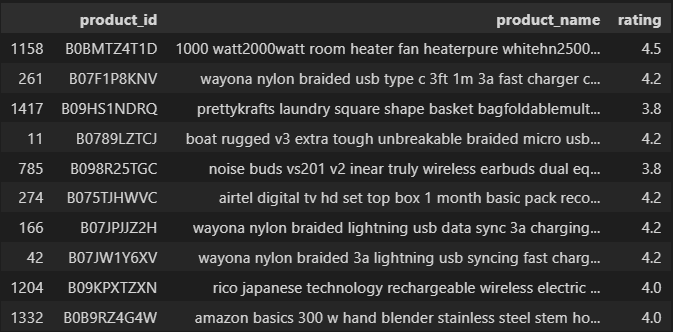 product_id product_name rating
1158 B0BMTZ4T1D 1000 watt2000watt room heater fan heaterpure whitehn2500... 4.5
261 B07F1P8KNV wayona nylon braided usb type c 3ft 1m 3a fast charger c... 4.2
1417 B09HS1NDRQ prettykrafts laundry square shape basket bagfoldablemult... 3.8
11 B0789LZTCJ boat rugged v3 extra tough unbreakable braided micro usb... 4.2
785 B098R25TGC noise buds vs201 v2 inear truly wireless earbuds dual eq... 3.8
274 B075TJHWVC airtel digital tv hd set top box 1 month basic pack reco... 4.2
166 B07JPJJZ2H wayona nylon braided lightning usb data sync 3a charging... 4.2
42 B07JW1Y6XV wayona nylon braided 3a lightning usb syncing fast charg... 4.2
1204 B09KPXTZXN rico japanese technology rechargeable wireless electric ... 4.0
1332 B0B9RZ4G4W amazon basics 300 w hand blender stainless steel stem ho... 4.0